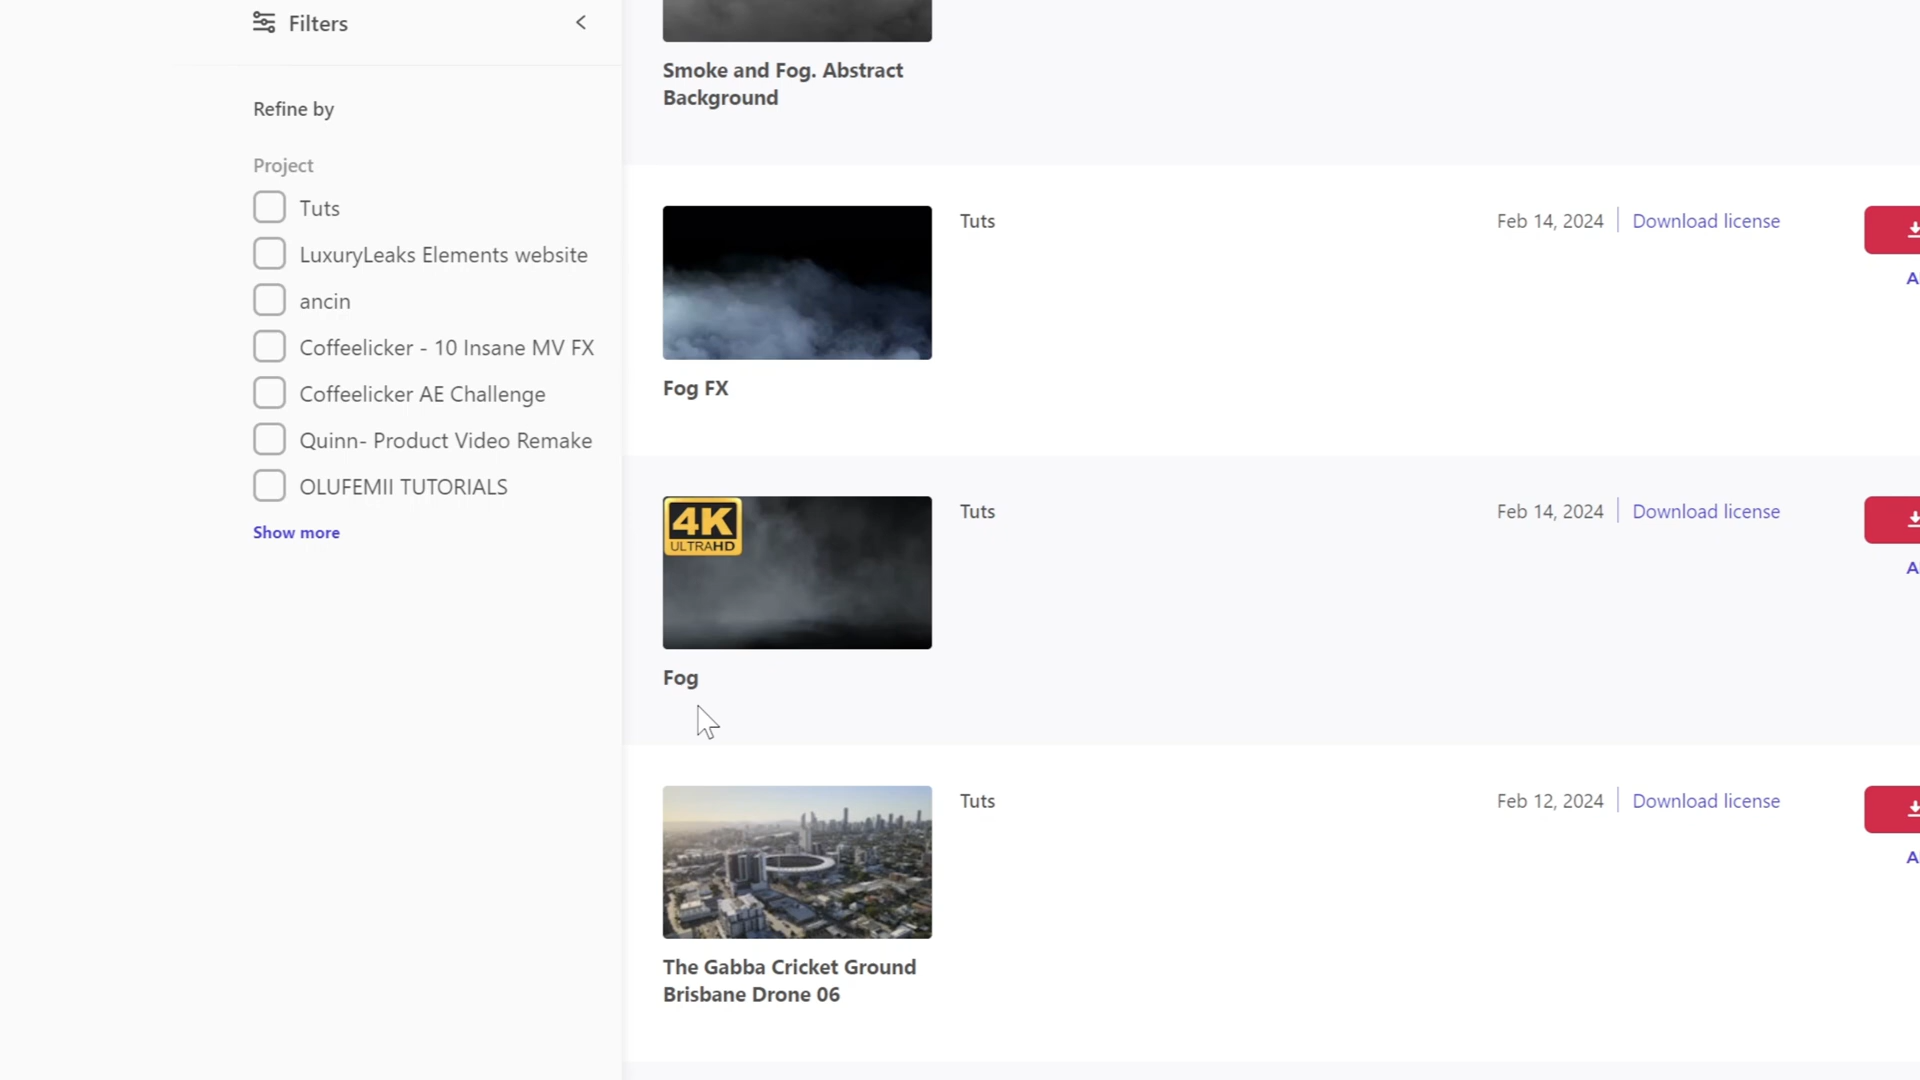 Filters
Refine by
Project
Tuts
LuxuryLeaks Elements website
ancin
Coffeelicker - 10 Insane MV FX
Coffeelicker AE Challenge
Quinn- Product Video Remake
OLUFEMII TUTORIALS
Show more
Smoke and Fog. Abstract
Background
Tuts
Feb 14, 2024
Download license
A
Fog FX
4K
ULTRAHD
Tuts
Feb 14, 2024
Download license
A
Fog
Tuts
Feb 12, 2024
Download license
A
The Gabba Cricket Ground
Brisbane Drone 06